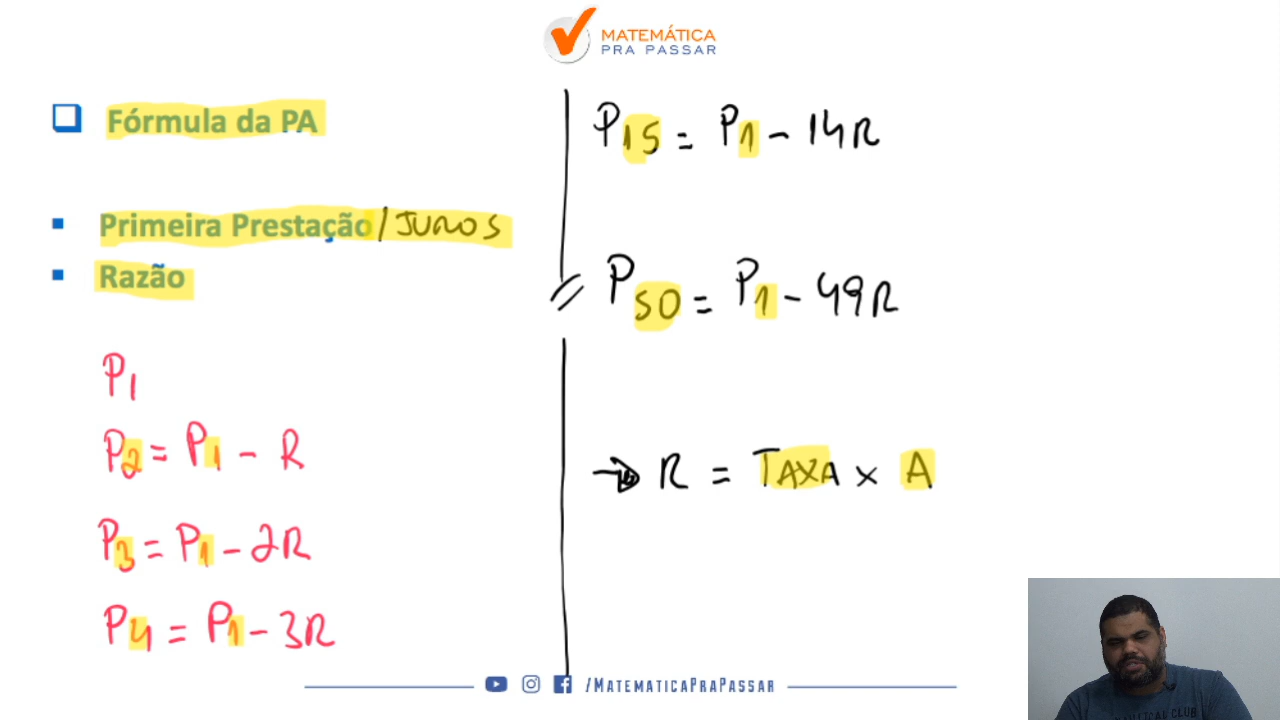 MATEMÁTICA
PRA PASSAR
Fórmula da PA
Primeira Prestação / JUROS
Razão
P1
P2 = P1 - R
P3 = P1 - 2R
P4 = P1 - 3R
P15 = P1 - 14R
P50 = P1 - 49R
→ R = TAXA x A
/MATEMATICAPRAPASSAR